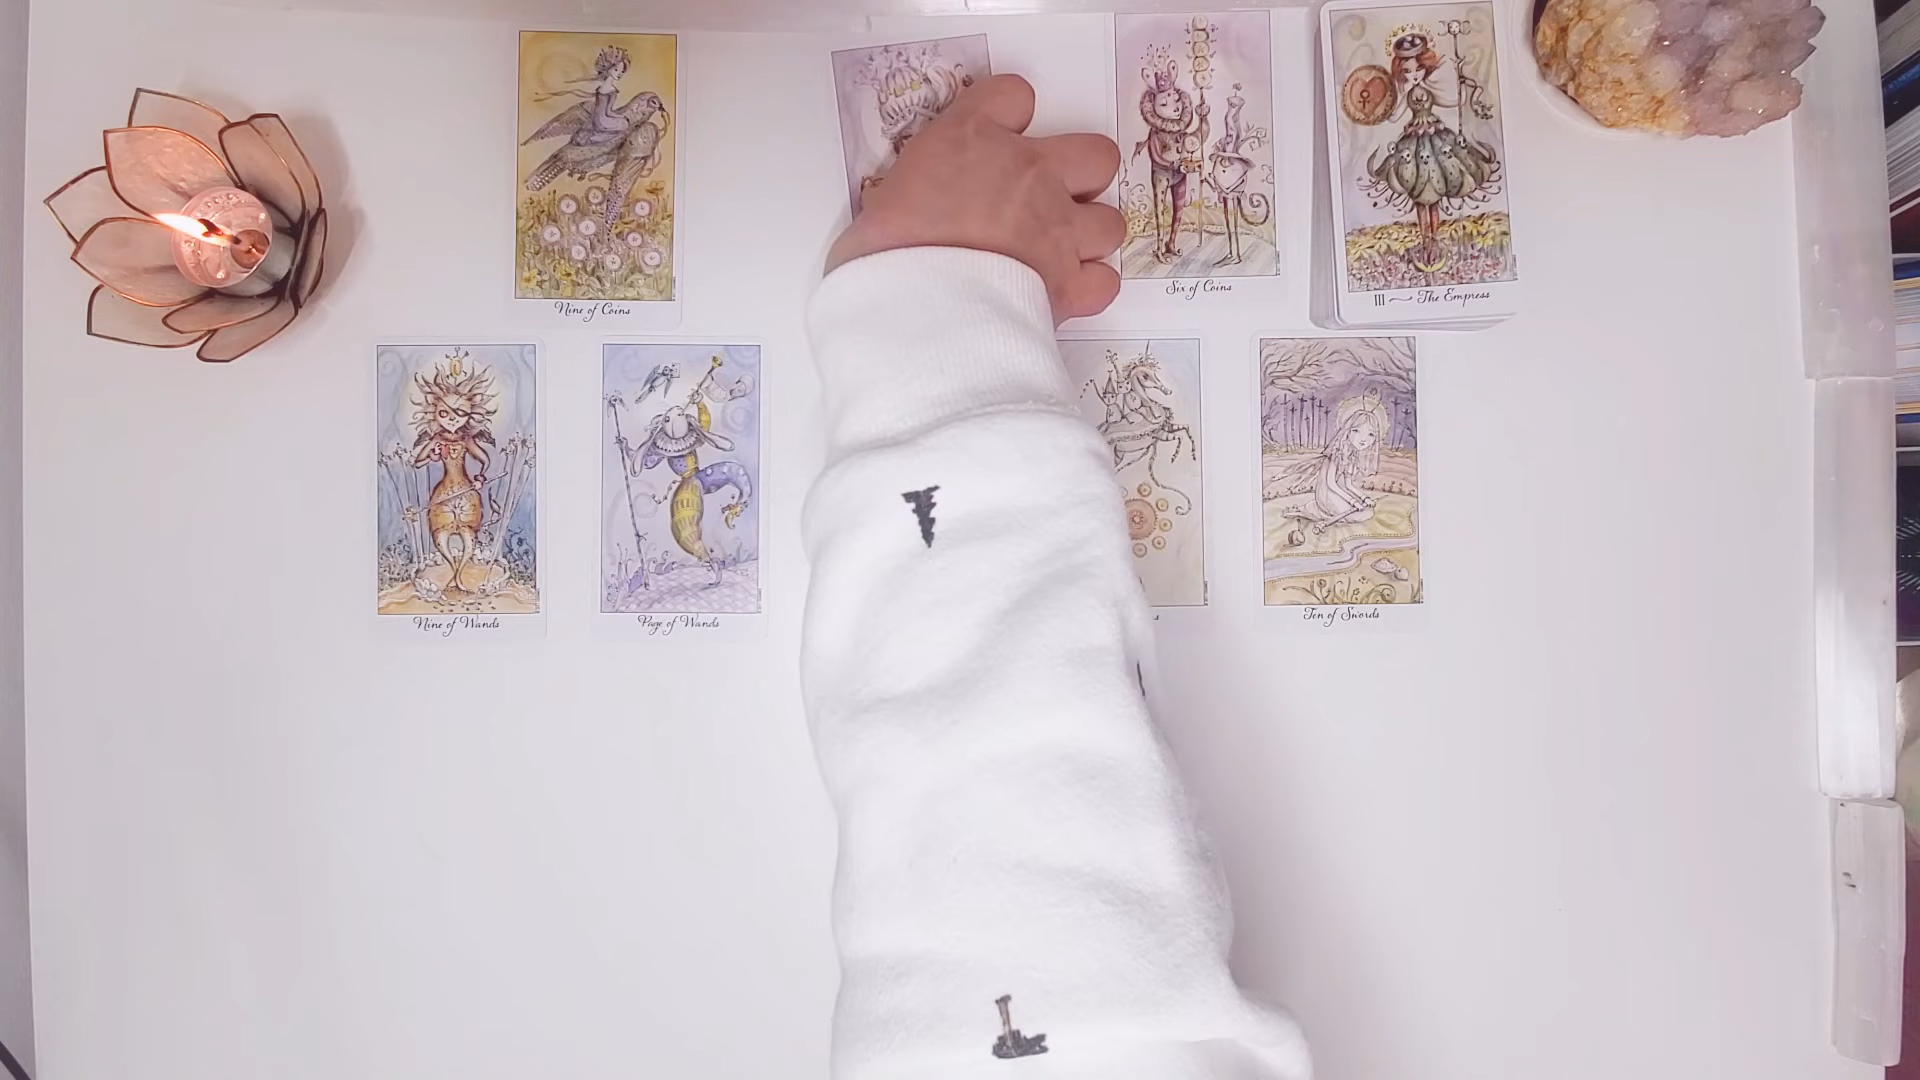 Nine of Coins
Six of Coins
III The Empress
Nine of Wands
Page of Wands
Ten of Swords